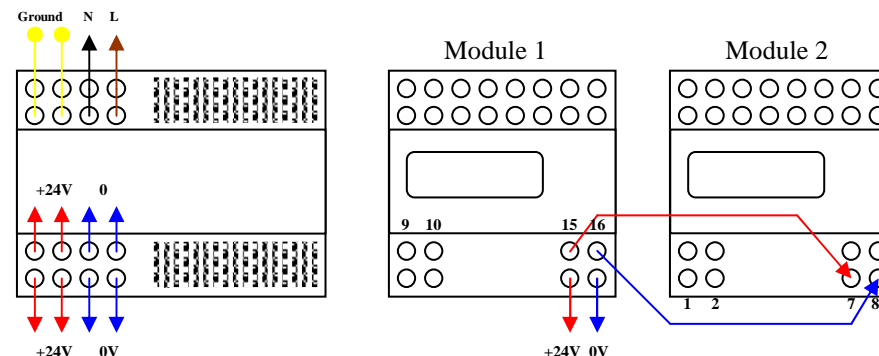 Ground N L
Module 1
Module 2
+24V 0
9 10 15 16
1 2 7 8
+24V 0V
+24V 0V